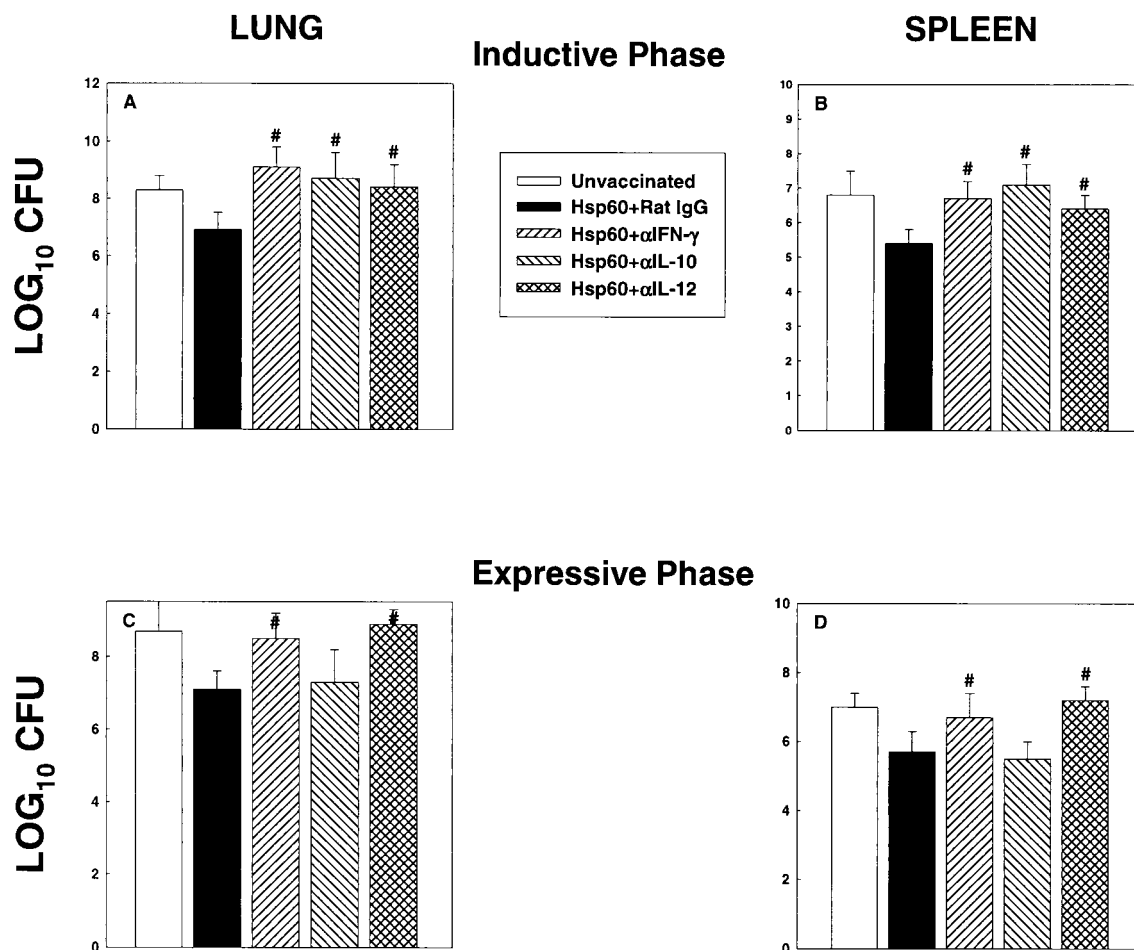 LUNG
SPLEEN
Inductive Phase
LOG10 CFU
A
12
10
8
6
4
2
0
#
#
#
Unvaccinated
Hsp60+Rat IgG
Hsp60+αIFN-γ
Hsp60+αIL-10
Hsp60+αIL-12
B
10
9
8
7
6
5
4
3
2
1
0
#
#
#
Expressive Phase
LOG10 CFU
C
8
6
4
2
0
#
#
D
10
8
6
4
2
0
#
#